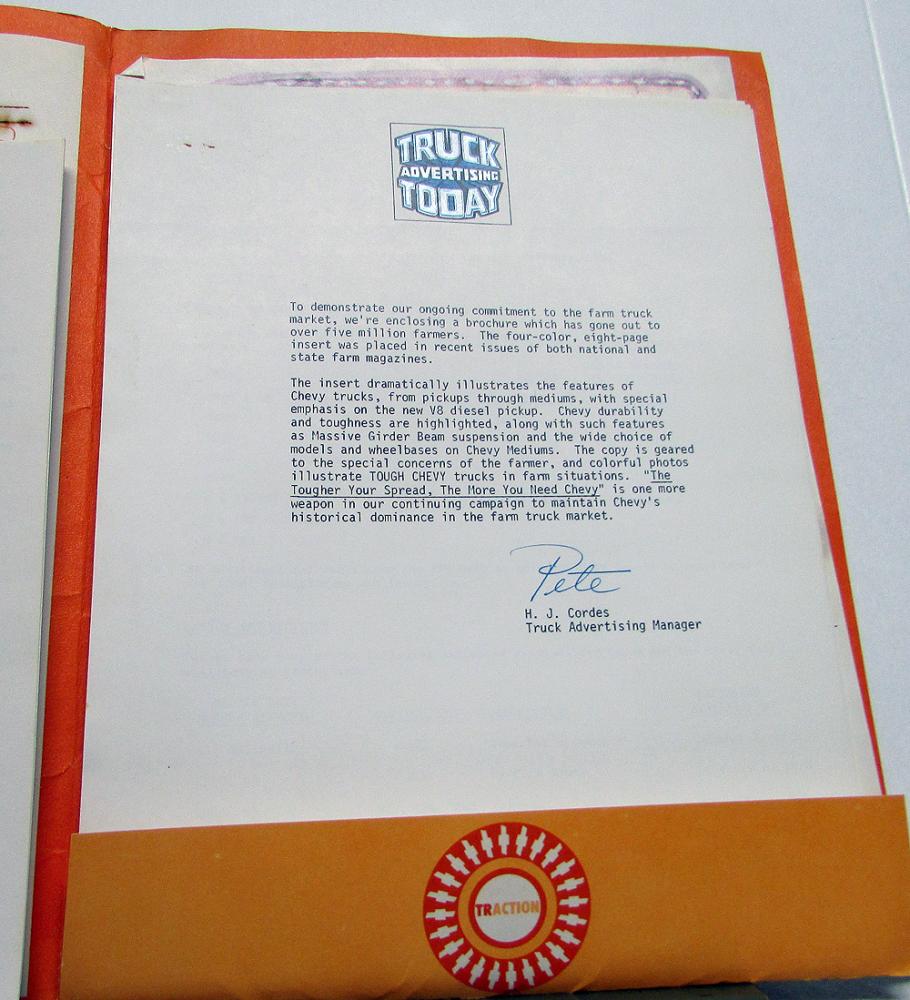 TRUCK
ADVERTISING
TODAY
To demonstrate our ongoing commitment to the farm truck
market, we're enclosing a brochure which has gone out to
over five million farmers. The four-color, eight-page
insert was placed in recent issues of both national and
state farm magazines.
The insert dramatically illustrates the features of
Chevy trucks, from pickups through mediums, with special
emphasis on the new V8 diesel pickup. Chevy durability
and toughness are highlighted, along with such features
as Massive Girder Beam suspension and the wide choice of
models and wheelbases on Chevy Mediums. The copy is geared
to the special concerns of the farmer, and colorful photos
illustrate TOUGH CHEVY trucks in farm situations. "The
Tougher Your Spread, The More You Need Chevy" is one more
weapon in our continuing campaign to maintain Chevy's
historical dominance in the farm truck market.
Pete
H. J. Cordes
Truck Advertising Manager
TRACTION